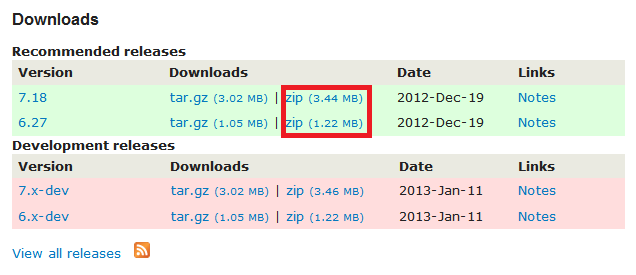 Downloads
Recommended releases
Version Downloads Date Links
7.18 tar.gz (3.02 MB) | zip (3.44 MB) 2012-Dec-19 Notes
6.27 tar.gz (1.05 MB) | zip (1.22 MB) 2012-Dec-19 Notes
Development releases
Version Downloads Date Links
7.x-dev tar.gz (3.02 MB) | zip (3.46 MB) 2013-Jan-11 Notes
6.x-dev tar.gz (1.05 MB) | zip (1.22 MB) 2013-Jan-11 Notes
View all releases